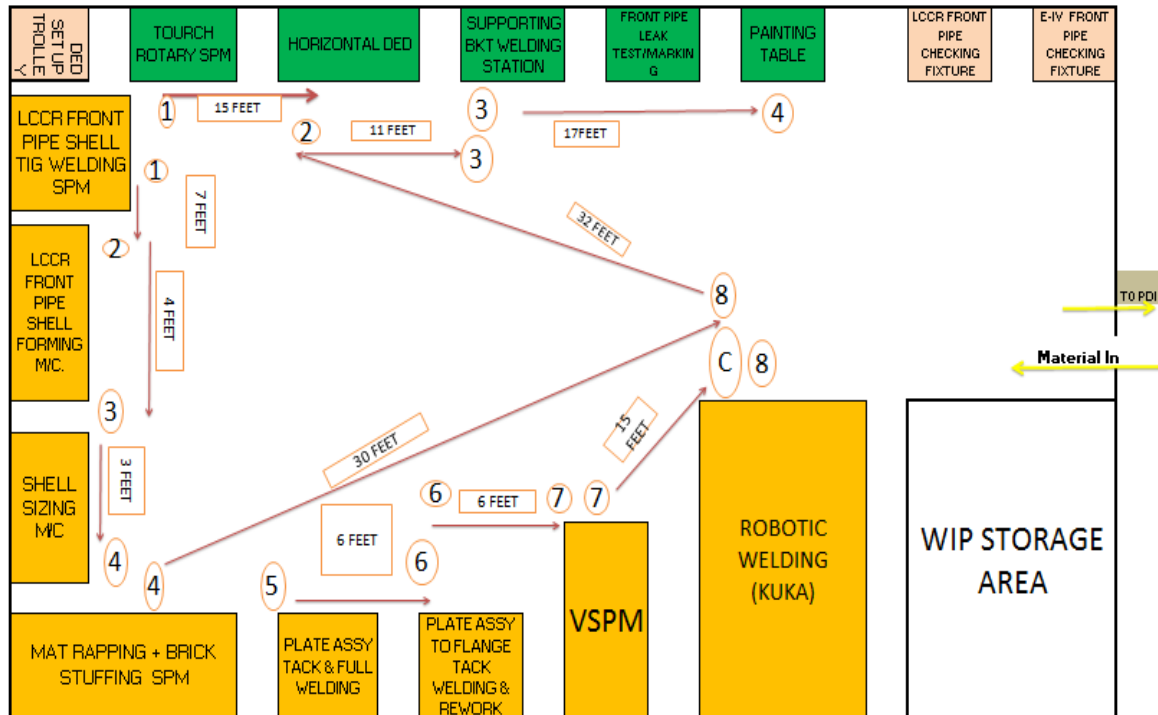 DED
SET UP
TROLLE
Y
TOURCH
ROTARY SPM
HORIZONTAL DED
SUPPORTING
BKT WELDING
STATION
FRONT PIPE
LEAK
TEST/MARKIN
G
PAINTING
TABLE
LCCR FRONT
PIPE
CHECKING
FIXTURE
E-IV FRONT
PIPE
CHECKING
FIXTURE
LCCR FRONT
PIPE SHELL
TIG WELDING
SPM
1
15 FEET
2
11 FEET
3
3
17FEET
4
1
7 FEET
2
LCCR
FRONT
PIPE
SHELL
FORMING
M/C.
4 FEET
32 FEET
8
TO PDI
Material In
C
8
3
SHELL
SIZING
M/C
3 FEET
4
4
30 FEET
15
FEET
6
6 FEET
7
7
6 FEET
6
5
MAT RAPPING + BRICK
STUFFING SPM
PLATE ASSY
TACK & FULL
WELDING
PLATE ASSY
TO FLANGE
TACK
WELDING &
REWORK
VSPM
ROBOTIC
WELDING
(KUKA)
WIP STORAGE
AREA